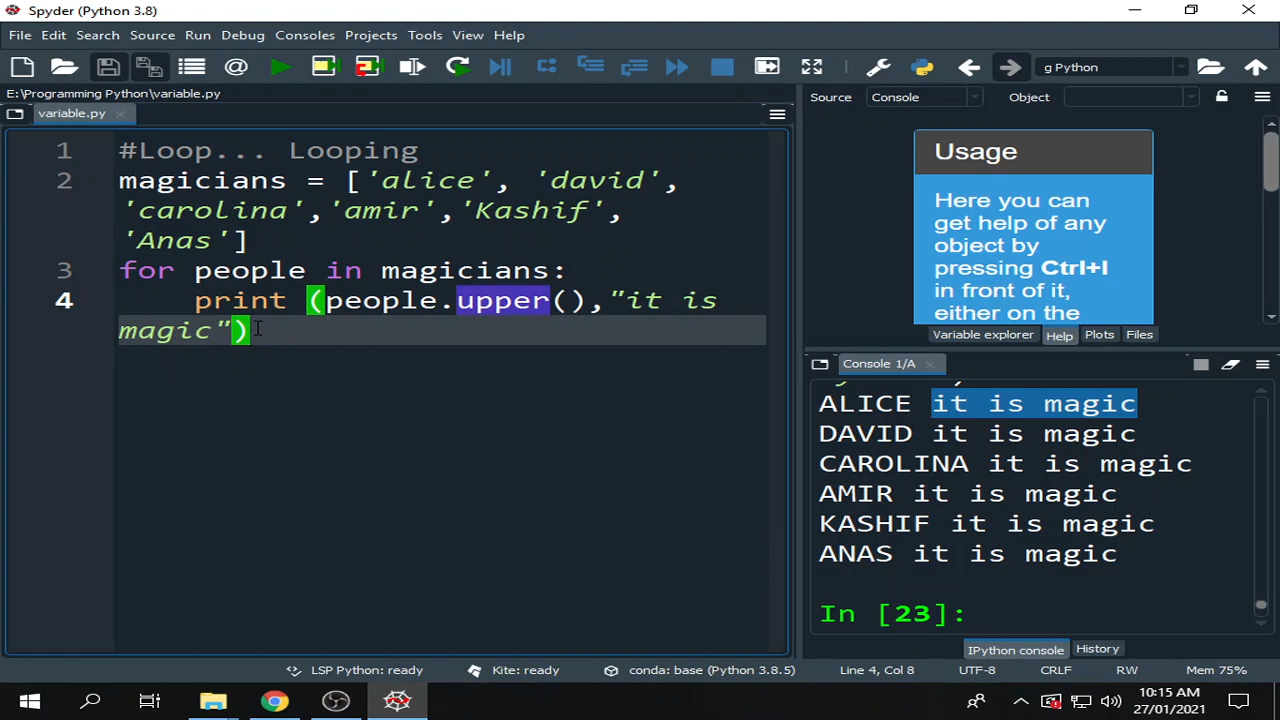 Spyder (Python 3.8)
File Edit Search Source Run Debug Consoles Projects Tools View Help
g Python
E:\Programming Python\variable.py
variable.py
1 #Loop... Looping
2 magicians = ['alice', 'david',
'carolina','amir','Kashif',
'Anas']
3 for people in magicians:
4 print (people.upper(),"it is
magic")
Source Console Object
Usage
Here you can
get help of any
object by
pressing Ctrl+I
in front of it,
either on the
Variable explorer Help Plots Files
Console 1/A
ALICE it is magic
DAVID it is magic
CAROLINA it is magic
AMIR it is magic
KASHIF it is magic
ANAS it is magic
In [23]:
IPython console History
LSP Python: ready Kite: ready conda: base (Python 3.8.5) Line 4, Col 8 UTF-8 CRLF RW Mem 75%
10:15 AM
27/01/2021